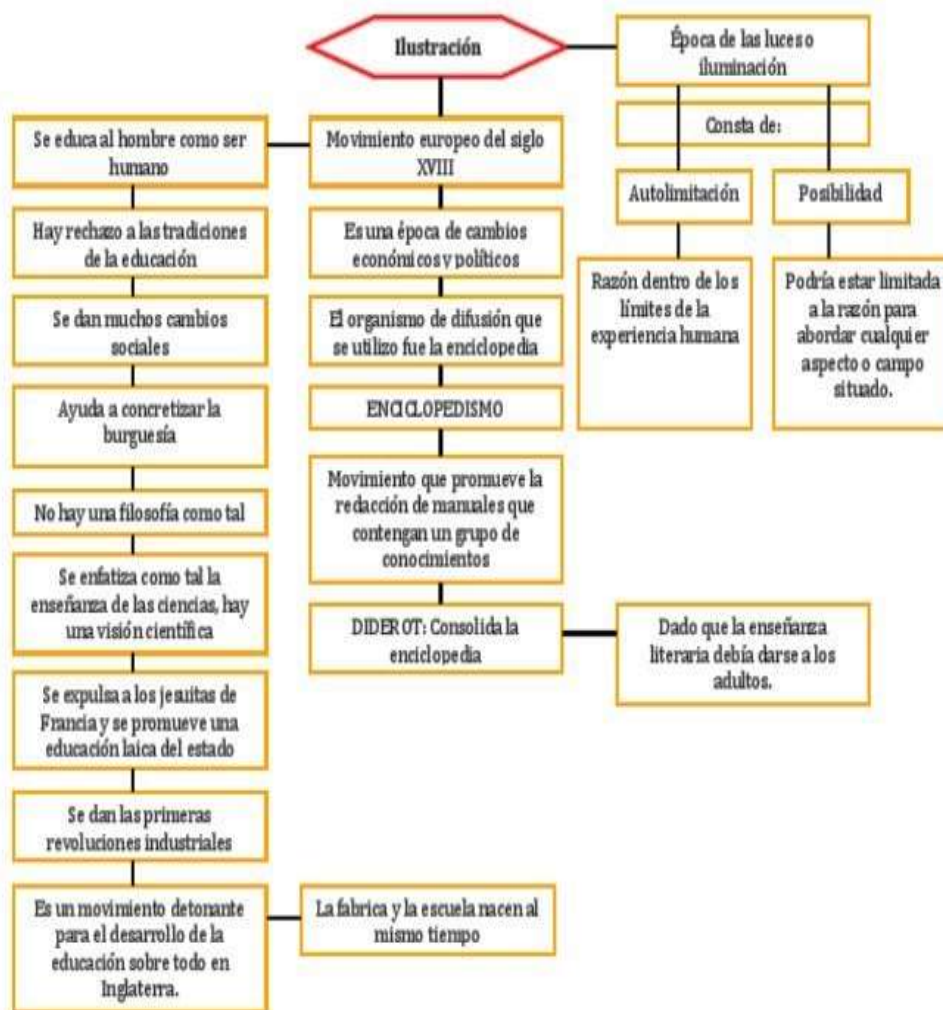 Ilustración
Época de las luces o
iluminación
Consta de:
Autolimitación
Posibilidad
Razón dentro de los
límites de la
experiencia humana
Podría estar limitada
a la razón para
abordar cualquier
aspecto o campo
situado.
Movimiento europeo del siglo
XVIII
Es una época de cambios
económicos y políticos
El organismo de difusión que
se utilizo fue la enciclopedia
ENCICLOPEDISMO
Movimiento que promueve la
redacción de manuales que
contengan un grupo de
conocimientos
DIDEROT: Consolida la
enciclopedia
Dado que la enseñanza
literaria debía darse a los
adultos.
Se educa al hombre como ser
humano
Hay rechazo a las tradiciones
de la educación
Se dan muchos cambios
sociales
Ayuda a concretizar la
burguesía
No hay una filosofía como tal
Se enfatiza como tal la
enseñanza de las ciencias, hay
una visión científica
Se expulsa a los jesuitas de
Francia y se promueve una
educación laica del estado
Se dan las primeras
revoluciones industriales
Es un movimiento detonante
para el desarrollo de la
educación sobre todo en
Inglaterra.
La fabrica y la escuela nacen al
mismo tiempo